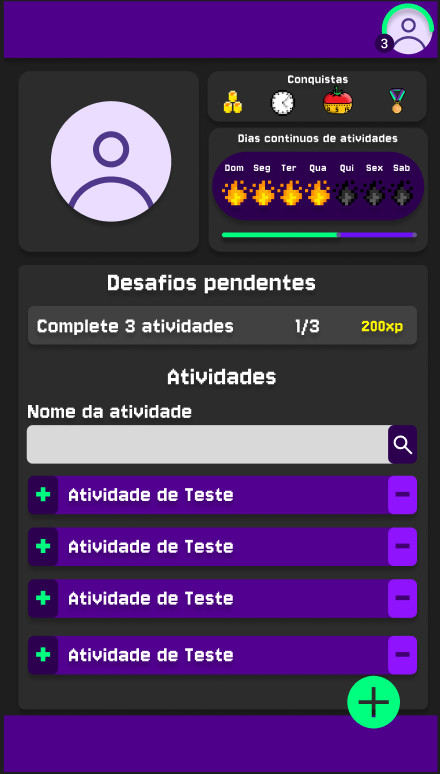 3
Conquistas
Dias continuos de atividades
Dom Seg Ter Qua Qui Sex Sab
Desafios pendentes
Complete 3 atividades 1/3 200xp
Atividades
Nome da atividade
Atividade de Teste
Atividade de Teste
Atividade de Teste
Atividade de Teste